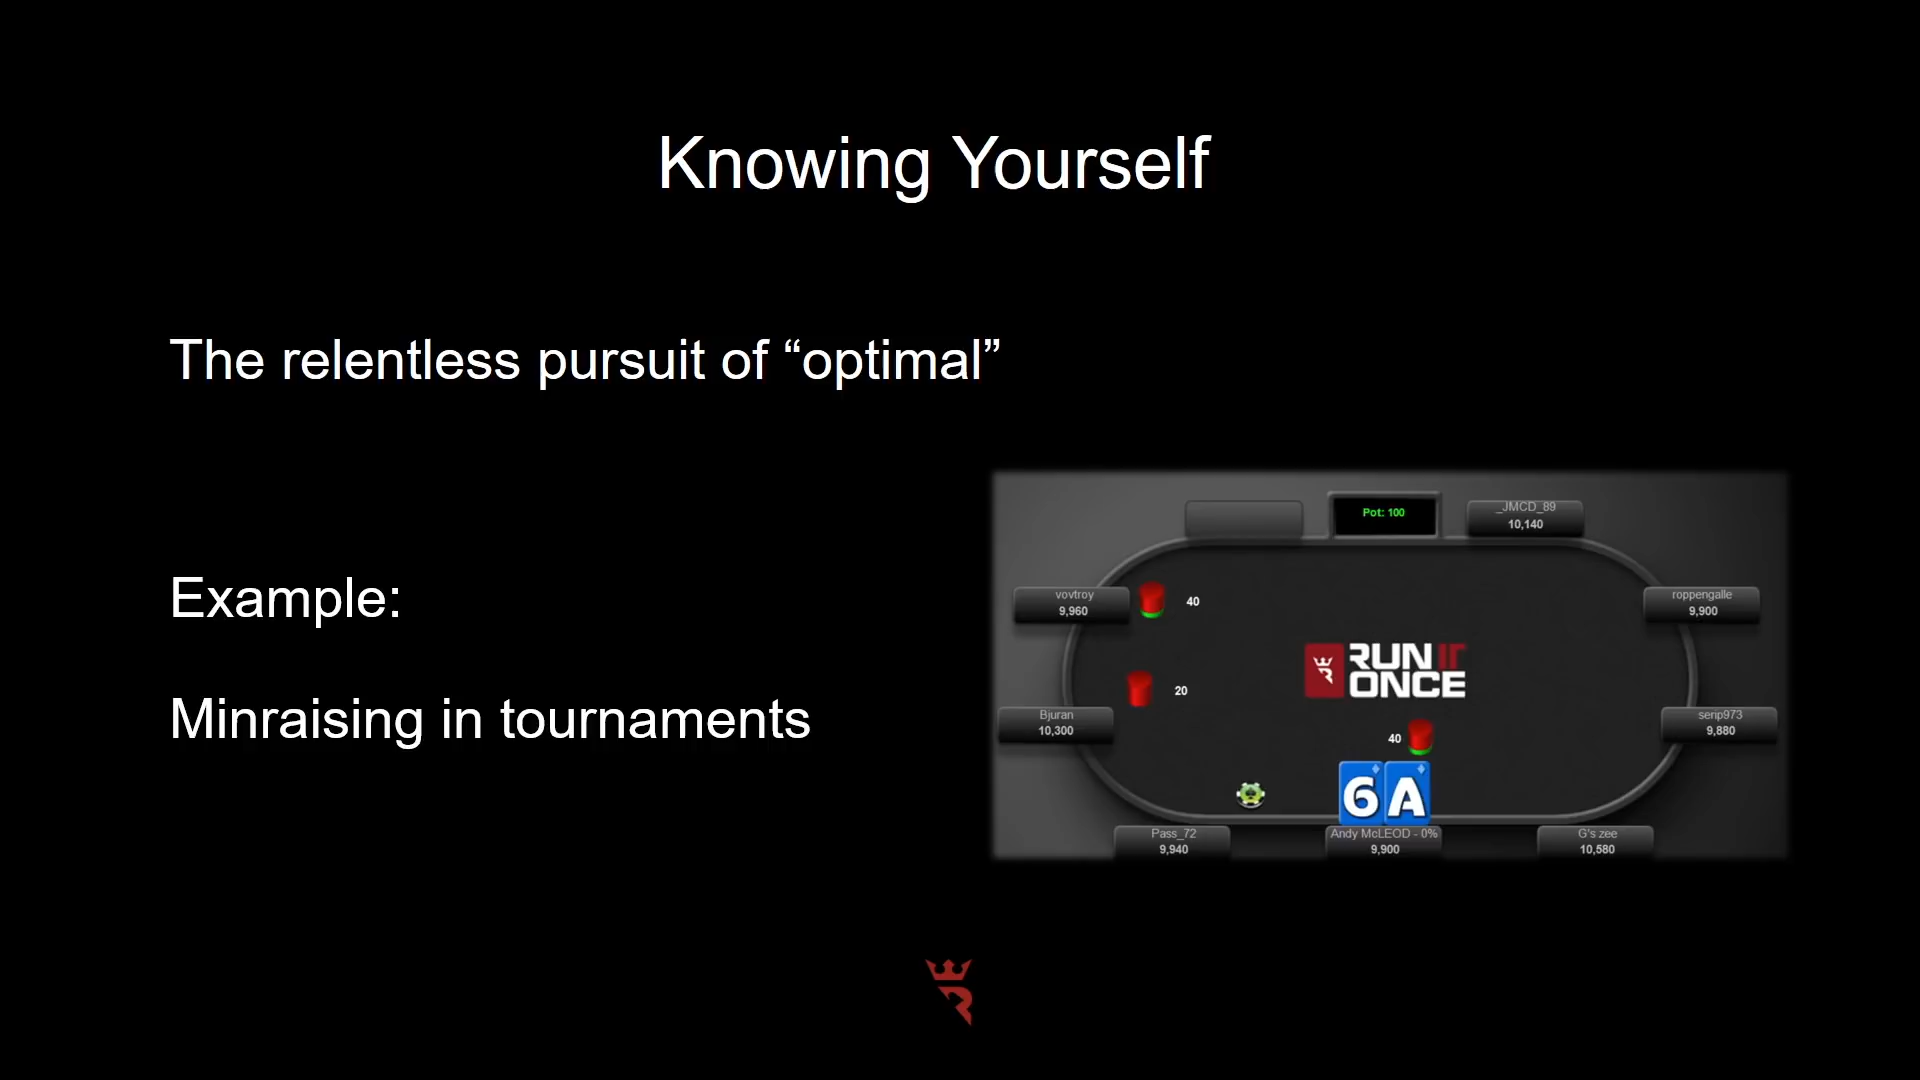 Knowing Yourself
The relentless pursuit of “optimal”
Example:
Minraising in tournaments
Pot: 100
_JMCD_89
10,140
vovtroy
9,960
40
roppengalle
9,900
RUN IT
ONCE
20
Bjuran
10,300
serip973
9,880
40
6 A
Pass_72
9,940
Andy McLEOD - 0%
9,900
G's zee
10,580